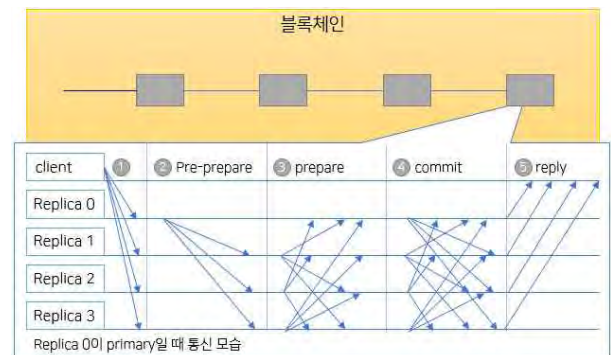 블록체인
client ① ② Pre-prepare ③ prepare ④ commit ⑤ reply
Replica 0
Replica 1
Replica 2
Replica 3
Replica 0이 primary일 때 통신 모습